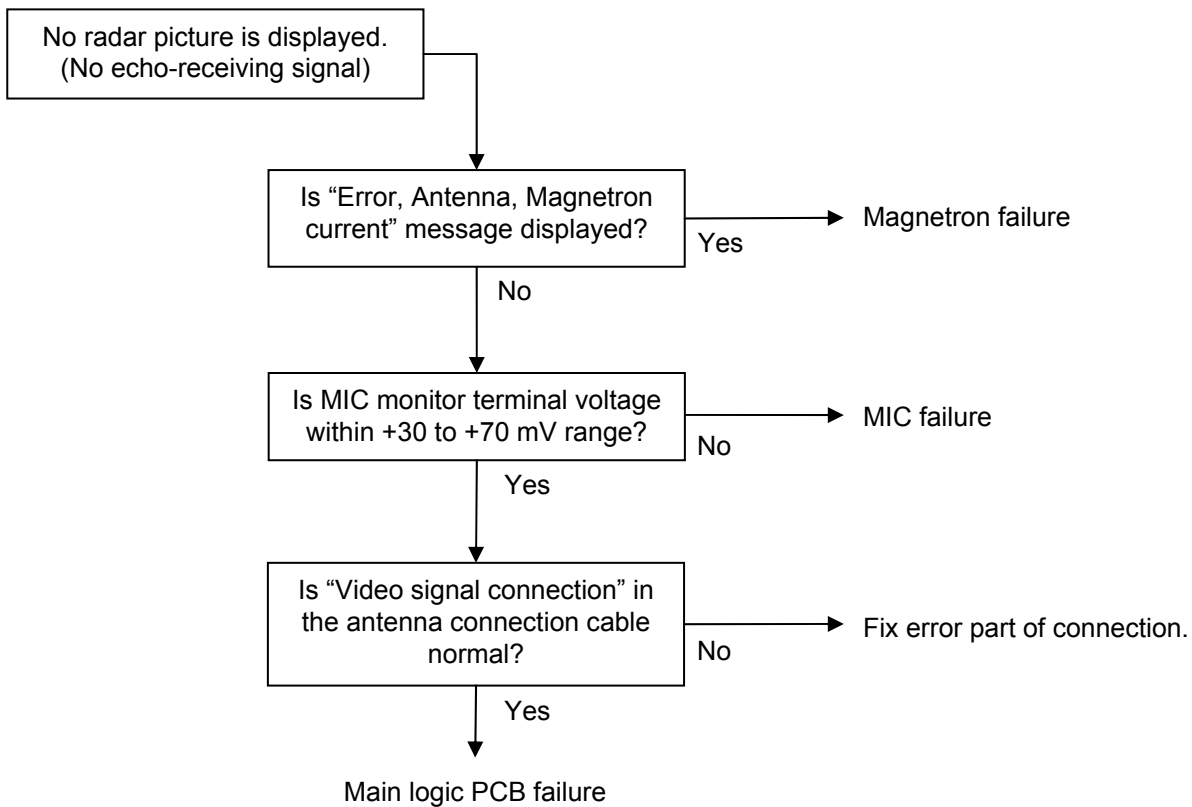 No radar picture is displayed.
(No echo-receiving signal)
Is “Error, Antenna, Magnetron
current” message displayed?
Yes
Magnetron failure
No
Is MIC monitor terminal voltage
within +30 to +70 mV range?
No
MIC failure
Yes
Is “Video signal connection” in
the antenna connection cable
normal?
No
Fix error part of connection.
Yes
Main logic PCB failure